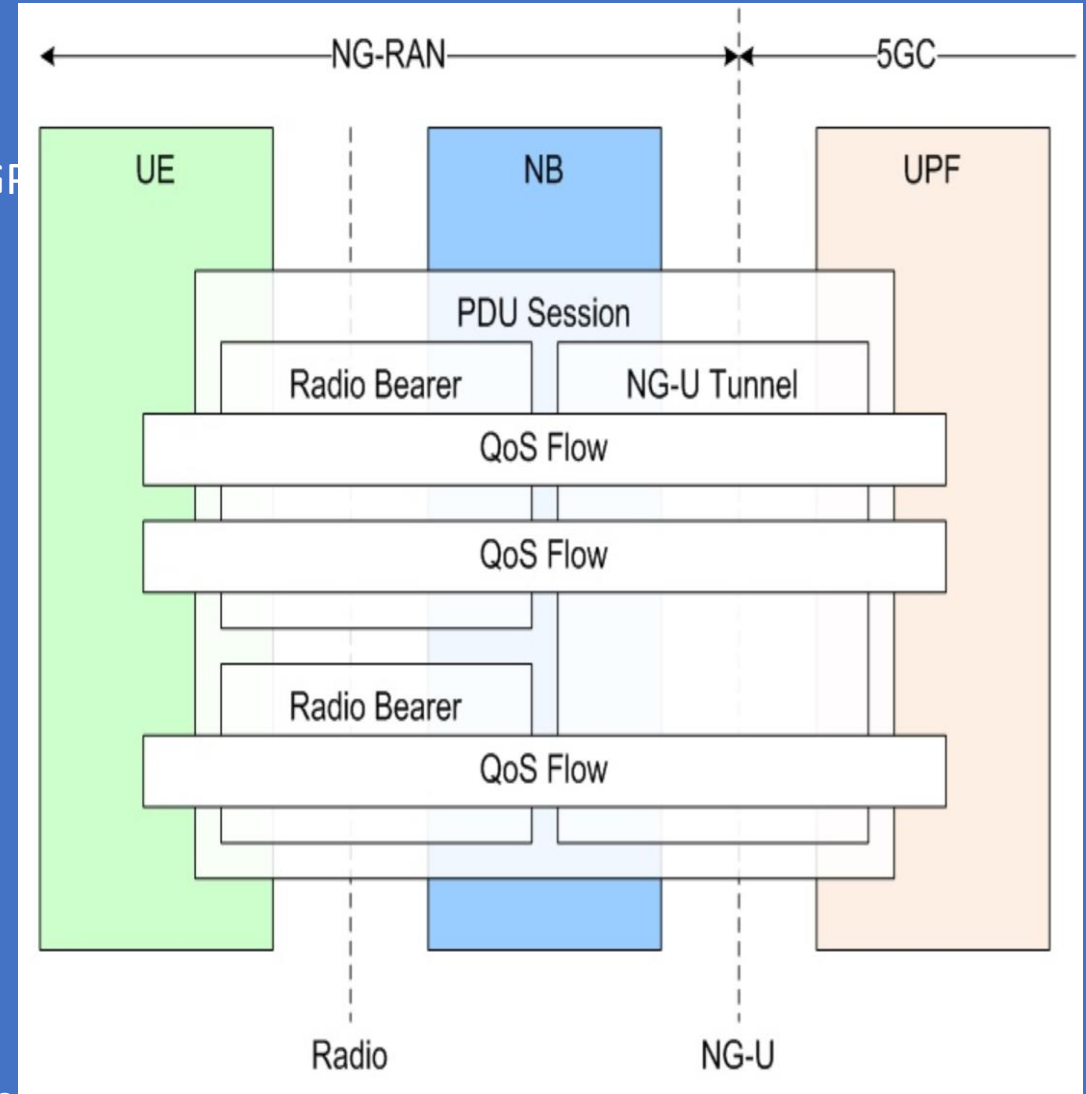 NG-RAN 5GC
UE NB UPF
PDU Session
Radio Bearer NG-U Tunnel
QoS Flow
QoS Flow
Radio Bearer
QoS Flow
Radio NG-U